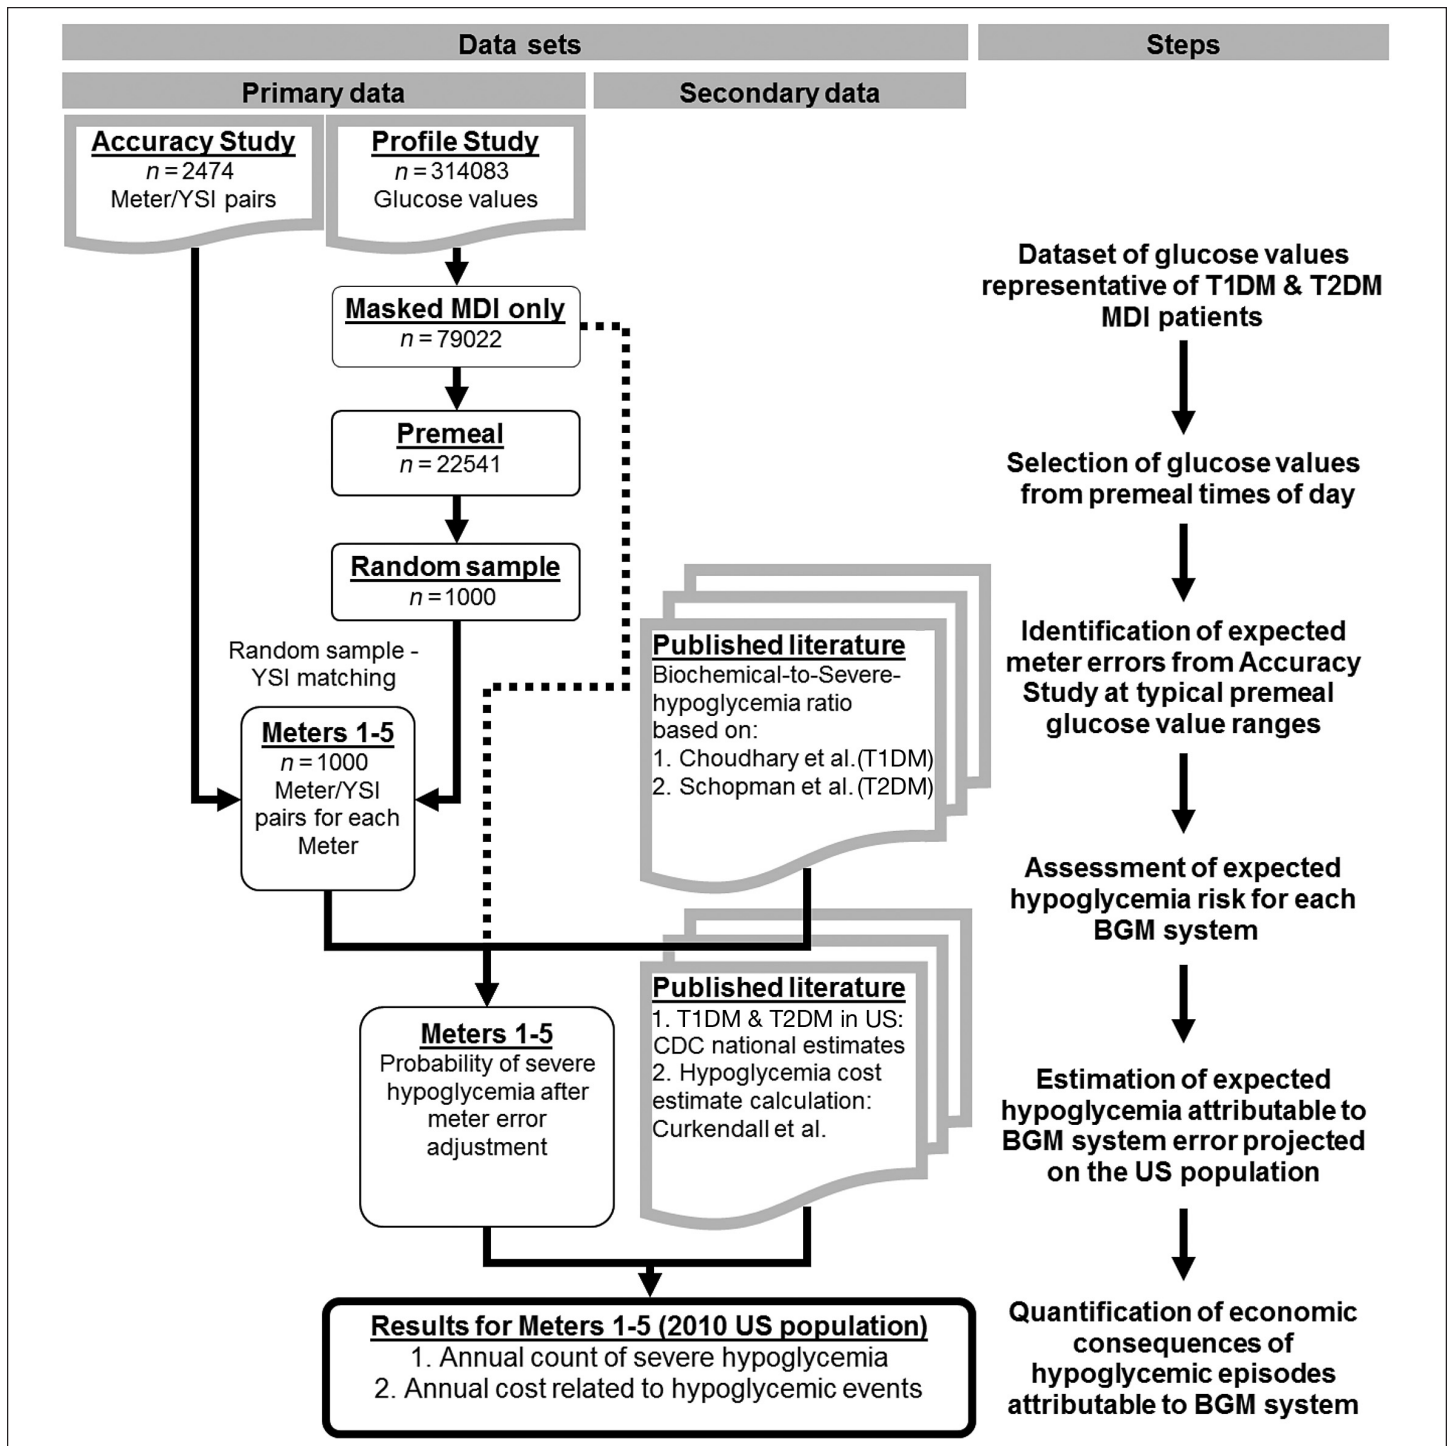 Data sets
Steps
Primary data
Secondary data
Accuracy Study
n = 2474
Meter/YSI pairs
Profile Study
n = 314083
Glucose values
Masked MDI only
n = 79022
Premeal
n = 22541
Random sample
n = 1000
Random sample -
YSI matching
Meters 1-5
n = 1000
Meter/YSI
pairs for each
Meter
Published literature
Biochemical-to-Severe-
hypoglycemia ratio
based on:
1. Choudhary et al. (T1DM)
2. Schopman et al. (T2DM)
Meters 1-5
Probability of severe
hypoglycemia after
meter error
adjustment
Published literature
1. T1DM & T2DM in US:
CDC national estimates
2. Hypoglycemia cost
estimate calculation:
Curkendall et al.
Results for Meters 1-5 (2010 US population)
1. Annual count of severe hypoglycemia
2. Annual cost related to hypoglycemic events
Dataset of glucose values
representative of T1DM & T2DM
MDI patients
Selection of glucose values
from premeal times of day
Identification of expected
meter errors from Accuracy
Study at typical premeal
glucose value ranges
Assessment of expected
hypoglycemia risk for each
BGM system
Estimation of expected
hypoglycemia attributable to
BGM system error projected
on the US population
Quantification of economic
consequences of
hypoglycemic episodes
attributable to BGM system